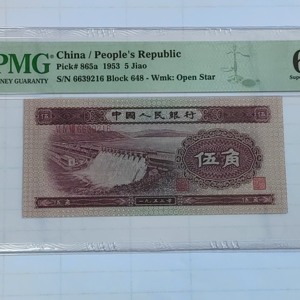 PMG
MONEY GUARANTY
China / People's Republic
Pick# 865a 1953 5 Jiao
S/N 6639216 Block 648 - Wmk: Open Star
6
中國人民銀行
伍角
一九五三年